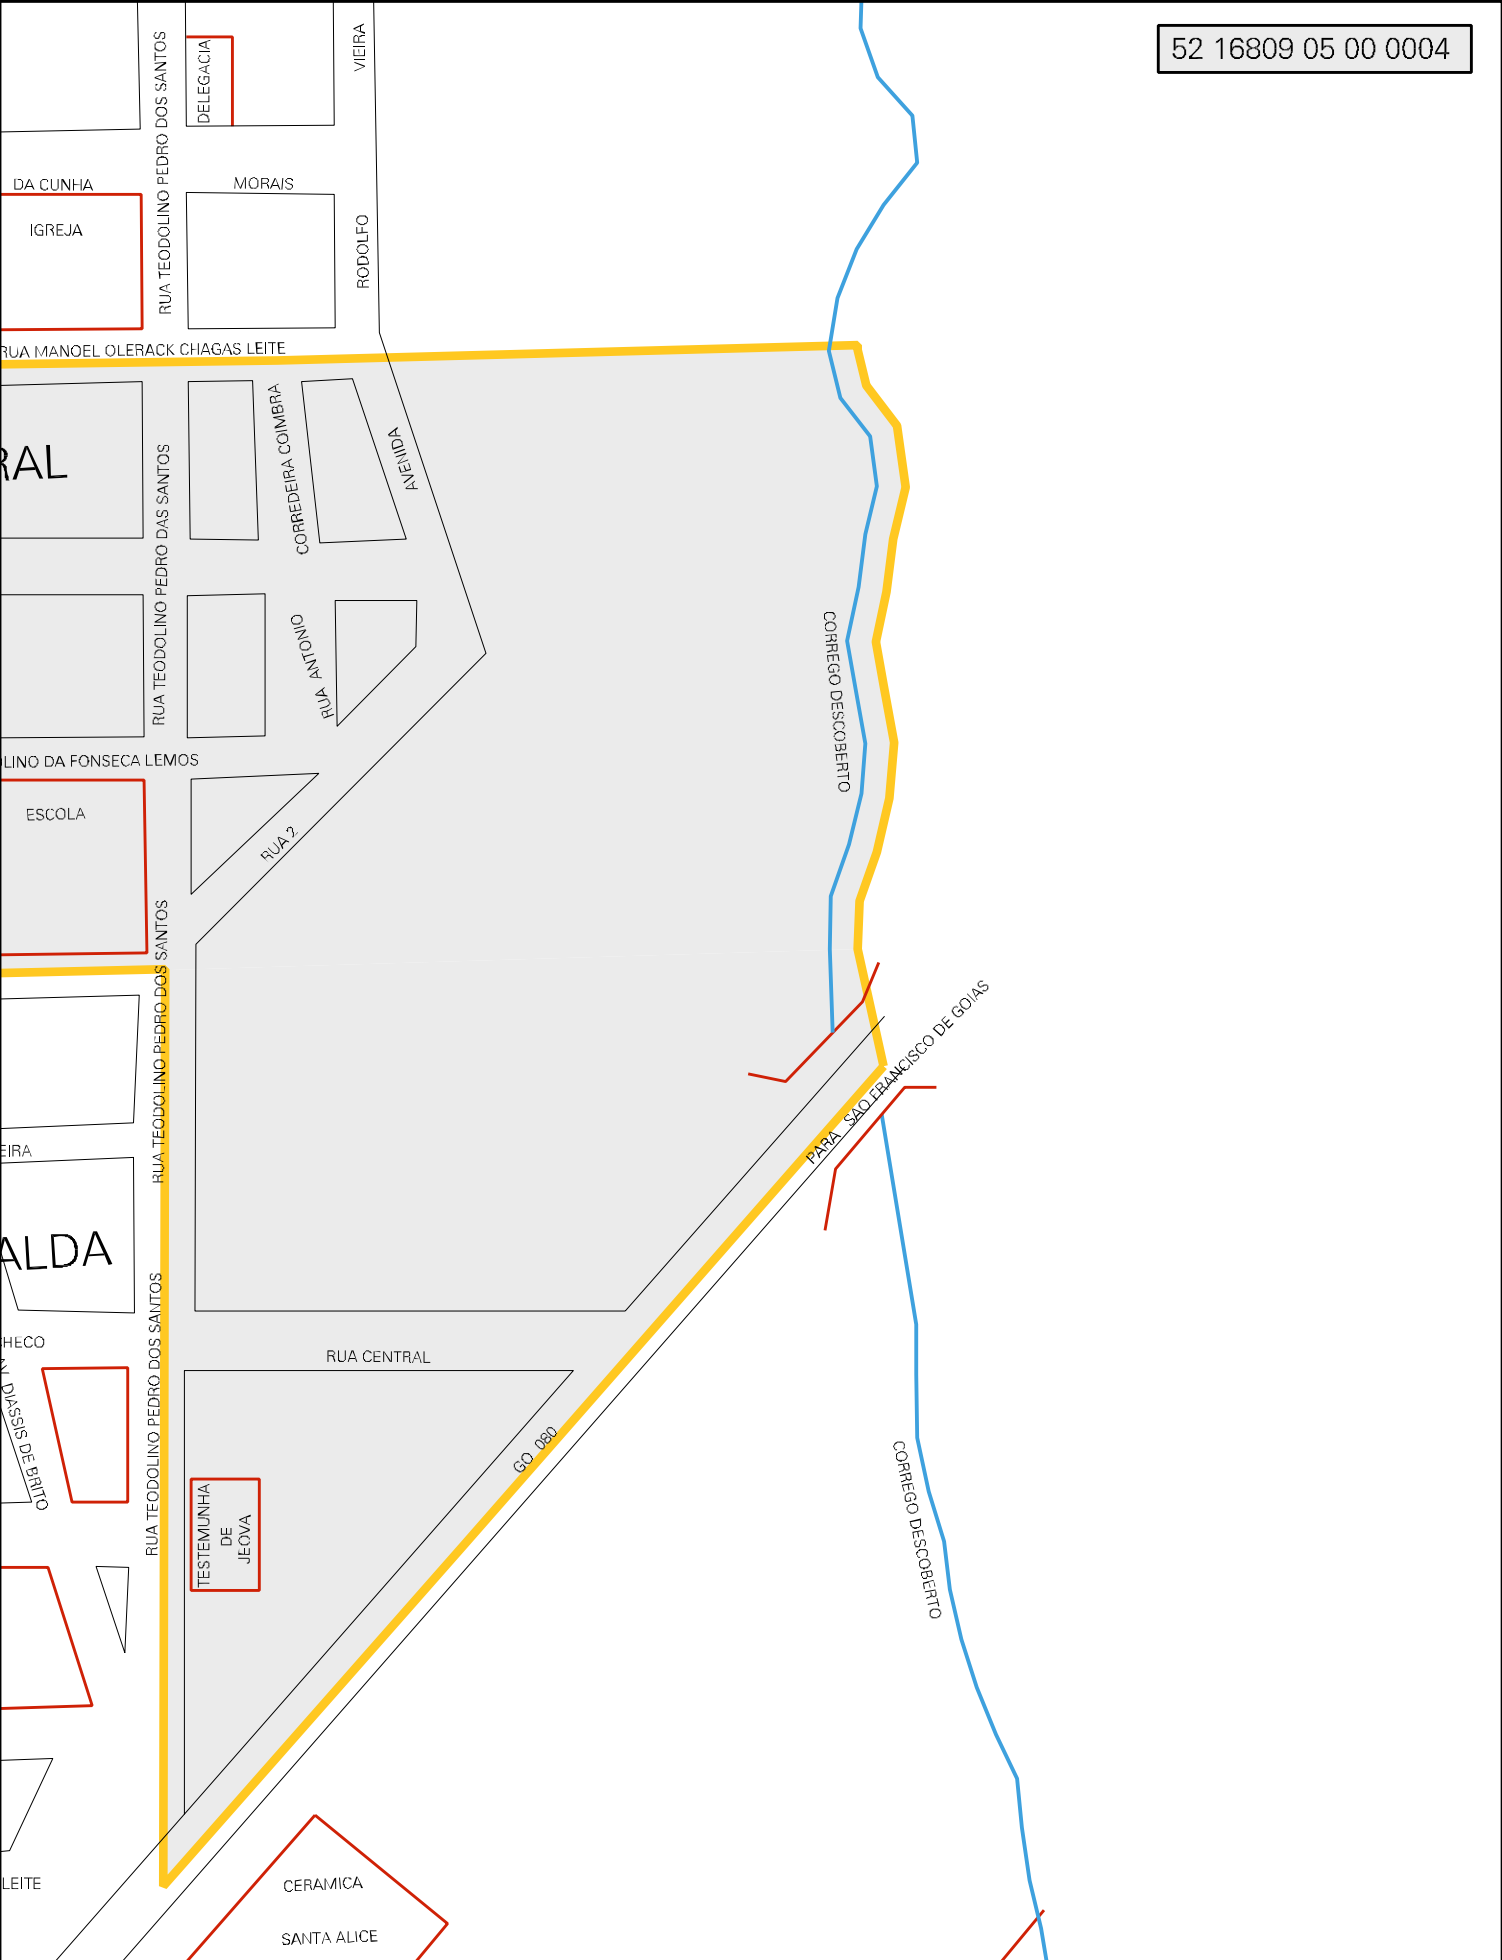 52 16809 05 00 0004
RUA TEODOLINO PEDRO DOS SANTOS
DELEGACIA
VIEIRA
DA CUNHA
MORAIS
IGREJA
RODOLFO
RUA MANOEL OLERACK CHAGAS LEITE
RAL
CORREDEIRA COIMBRA
AVENIDA
RUA TEODOLINO PEDRO DAS SANTOS
RUA ANTONIO
CORREGO DESCOBERTO
LINO DA FONSECA LEMOS
ESCOLA
RUA 2
RUA TEODOLINO PEDRO DOS SANTOS
PARA SAO FRANCISCO DE GOIAS
EIRA
ALDA
RUA TEODOLINO PEDRO DOS SANTOS
HECO
RUA CENTRAL
DIASSIS DE BRITO
GO 080
TESTEMUNHA
DE
JEOVA
CORREGO DESCOBERTO
LEITE
CERAMICA
SANTA ALICE